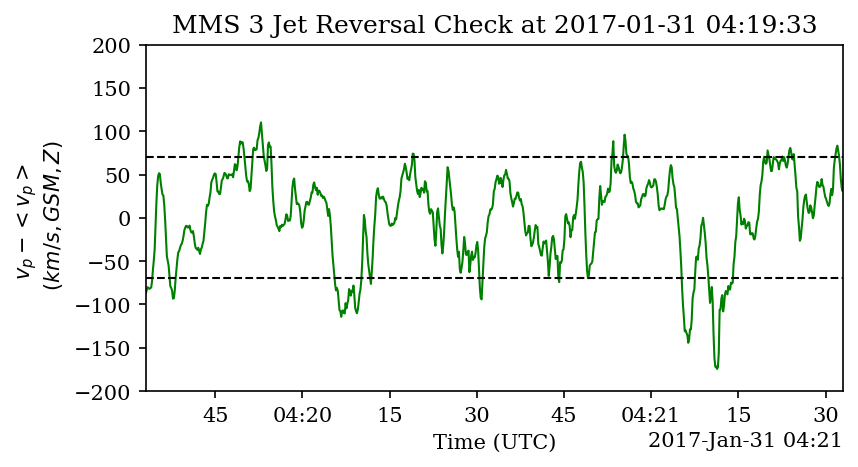 MMS 3 Jet Reversal Check at 2017-01-31 04:19:33
200
150
100
50
0
−50
−100
−150
−200
v_p − < v_p >
(km/s, GSM, Z)
45 04:20 15 30 45 04:21 15 30
Time (UTC)
2017-Jan-31 04:21